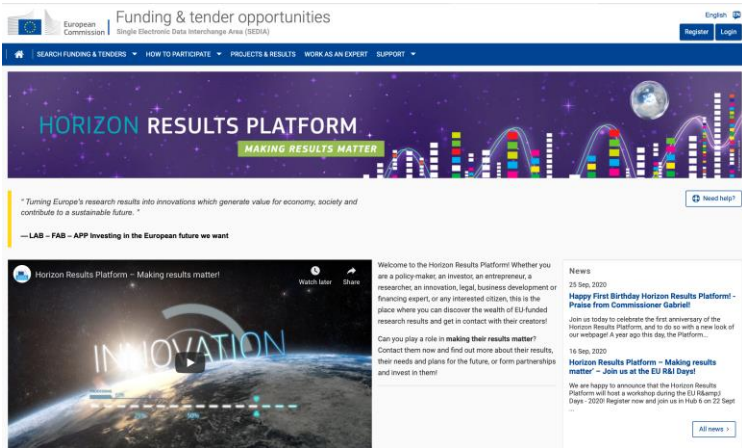 European
Commission
Funding & tender opportunities
Single Electronic Data Interchange Area (SEDIA)
English EN
Register
Login
SEARCH FUNDING & TENDERS
HOW TO PARTICIPATE
PROJECTS & RESULTS
WORK AS AN EXPERT
SUPPORT
HORIZON RESULTS PLATFORM
MAKING RESULTS MATTER
" Turning Europe's research results into innovations which generate value for economy, society and
contribute to a sustainable future. "
— LAB – FAB – APP Investing in the European future we want
Need help?
Horizon Results Platform – Making results matter!
Watch later
Share
INNOVATION
Welcome to the Horizon Results Platform! Whether you
are a policy-maker, an investor, an entrepreneur, a
researcher, an innovation, legal, business development or
financing expert, or any interested citizen, this is the
place where you can discover the wealth of EU-funded
research results and get in contact with their creators!
Can you play a role in making their results matter?
Contact them now and find out more about their results,
their needs and plans for the future, or form partnerships
and invest in them!
News
25 Sep, 2020
Happy First Birthday Horizon Results Platform! -
Praise from Commissioner Gabriel!
Join us today to celebrate the first anniversary of the
Horizon Results Platform, and to do so with a new look of
our webpage! A year ago this day, the Platform...
16 Sep, 2020
Horizon Results Platform – Making results
matter' – Join us at the EU R&I Days!
We are happy to announce that the Horizon Results
Platform will host a workshop during the EU R&amp;I
Days - 2020! Register now and join us in Hub 6 on 22 Sept
...
All news >